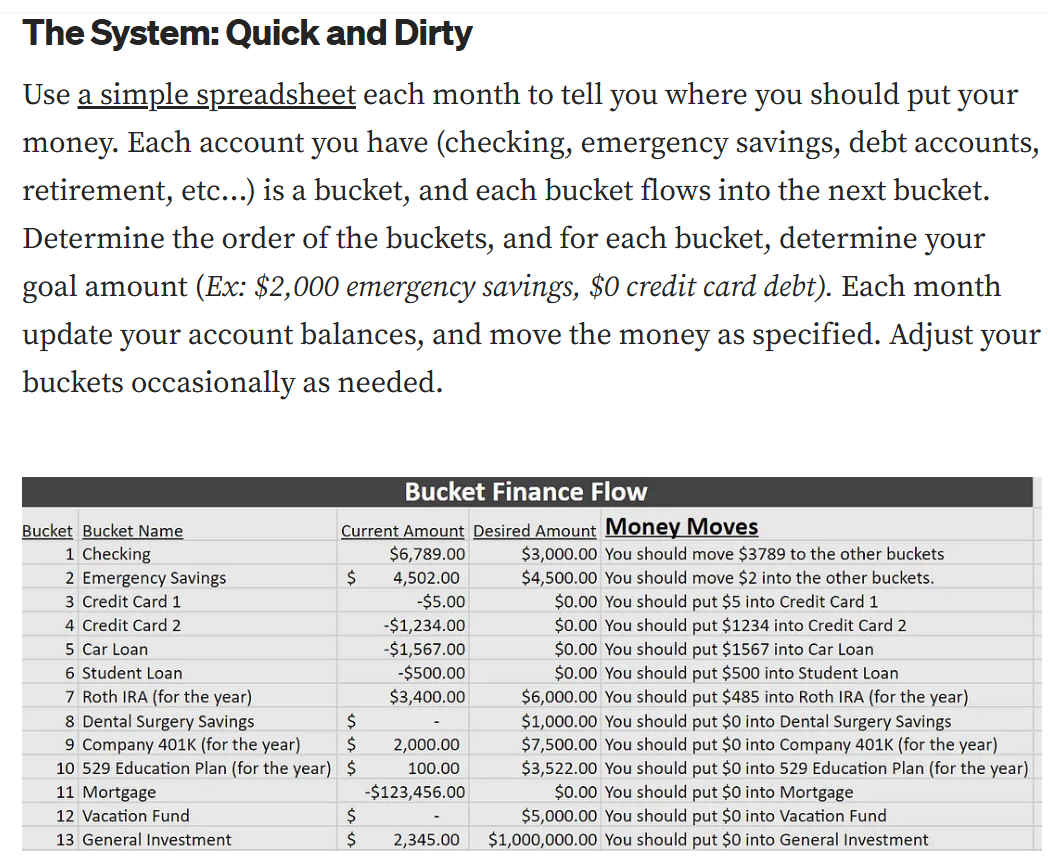 The System: Quick and Dirty
Use a simple spreadsheet each month to tell you where you should put your
money. Each account you have (checking, emergency savings, debt accounts,
retirement, etc...) is a bucket, and each bucket flows into the next bucket.
Determine the order of the buckets, and for each bucket, determine your
goal amount (Ex: $2,000 emergency savings, $0 credit card debt). Each month
update your account balances, and move the money as specified. Adjust your
buckets occasionally as needed.
Bucket Finance Flow
Bucket Bucket Name Current Amount Desired Amount Money Moves
1 Checking $6,789.00 $3,000.00 You should move $3789 to the other buckets
2 Emergency Savings $ 4,502.00 $4,500.00 You should move $2 into the other buckets.
3 Credit Card 1 -$5.00 $0.00 You should put $5 into Credit Card 1
4 Credit Card 2 -$1,234.00 $0.00 You should put $1234 into Credit Card 2
5 Car Loan -$1,567.00 $0.00 You should put $1567 into Car Loan
6 Student Loan -$500.00 $0.00 You should put $500 into Student Loan
7 Roth IRA (for the year) $3,400.00 $6,000.00 You should put $485 into Roth IRA (for the year)
8 Dental Surgery Savings $ - $1,000.00 You should put $0 into Dental Surgery Savings
9 Company 401K (for the year) $ 2,000.00 $7,500.00 You should put $0 into Company 401K (for the year)
10 529 Education Plan (for the year) $ 100.00 $3,522.00 You should put $0 into 529 Education Plan (for the year)
11 Mortgage -$123,456.00 $0.00 You should put $0 into Mortgage
12 Vacation Fund $ - $5,000.00 You should put $0 into Vacation Fund
13 General Investment $ 2,345.00 $1,000,000.00 You should put $0 into General Investment